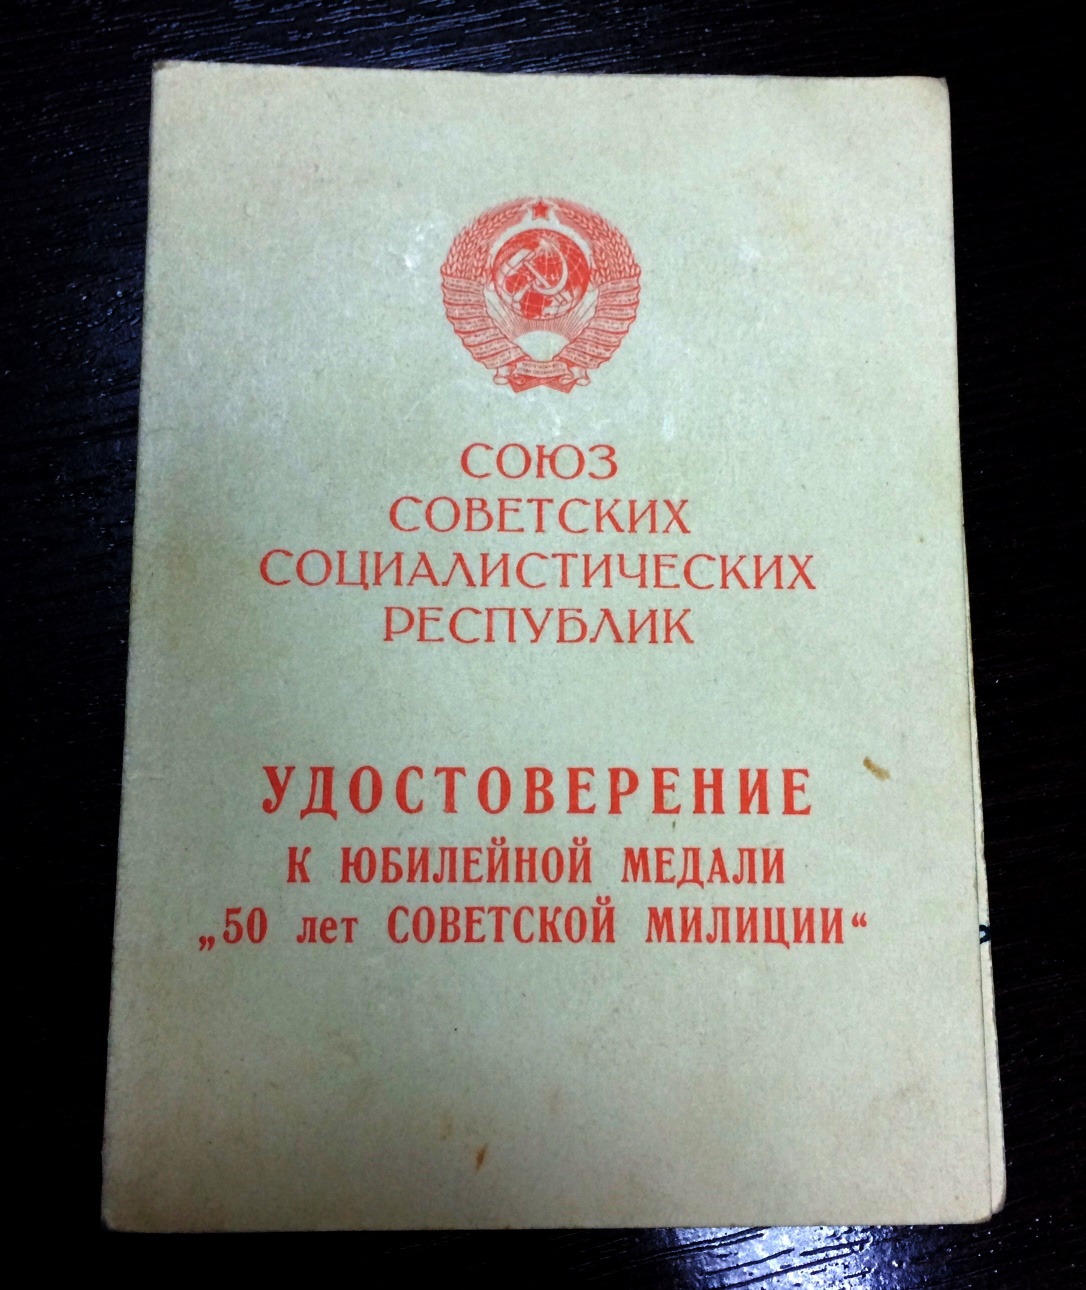 СОЮЗ
СОВЕТСКИХ
СОЦИАЛИСТИЧЕСКИХ
РЕСПУБЛИК
УДОСТОВЕРЕНИЕ
К ЮБИЛЕЙНОЙ МЕДАЛИ
„50 лет СОВЕТСКОЙ МИЛИЦИИ“